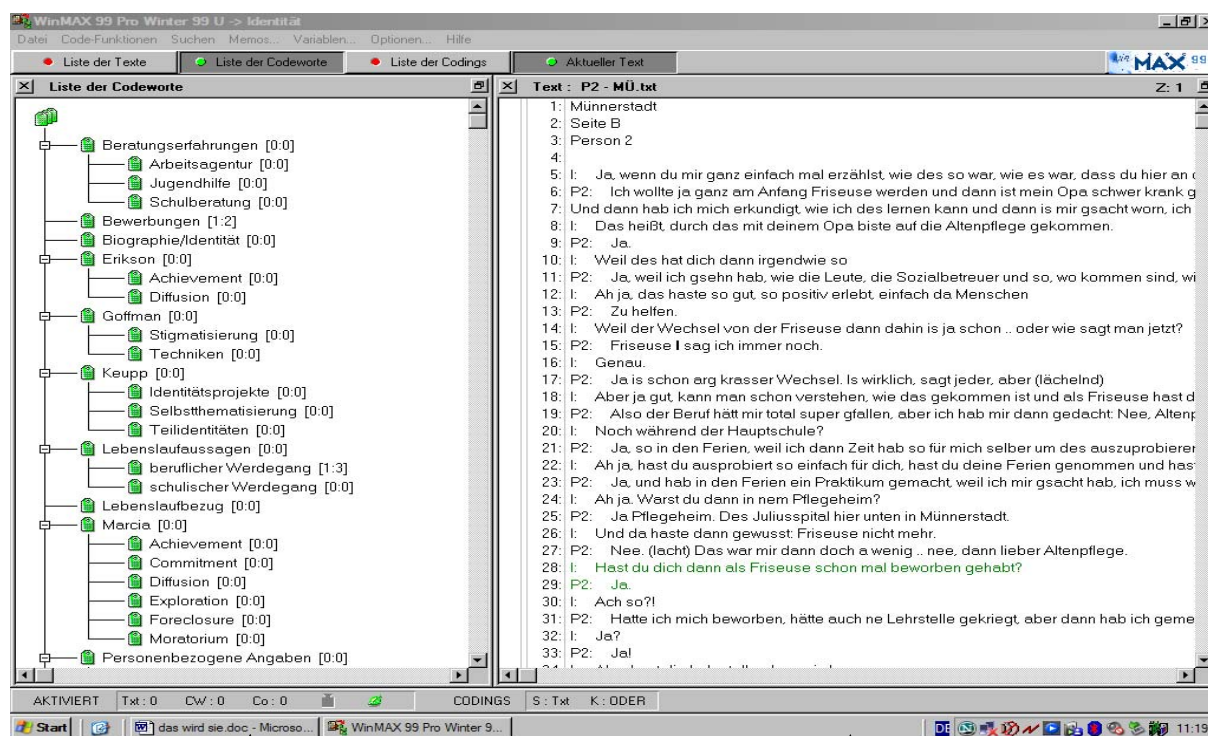 WinMAX 99 Pro Winter 99 U -> Identität
Datei Code-Funktionen Suchen Memos... Variablen... Optionen... Hilfe
Liste der Texte Liste der Codeworte Liste der Codings Aktueller Text Win MAX 99
Liste der Codeworte
Beratungserfahrungen [0:0]
Arbeitsagentur [0:0]
Jugendhilfe [0:0]
Schulberatung [0:0]
Bewerbungen [1:2]
Biographie/Identität [0:0]
Erikson [0:0]
Achievement [0:0]
Diffusion [0:0]
Goffman [0:0]
Stigmatisierung [0:0]
Techniken [0:0]
Keupp [0:0]
Identitätsprojekte [0:0]
Selbstthematisierung [0:0]
Teilidentitäten [0:0]
Lebenslaufaussagen [0:0]
beruflicher Werdegang [1:3]
schulischer Werdegang [0:0]
Lebenslaufbezug [0:0]
Marcia [0:0]
Achievement [0:0]
Commitment [0:0]
Diffusion [0:0]
Exploration [0:0]
Foreclosure [0:0]
Moratorium [0:0]
Personenbezogene Angaben [0:0]
Text : P2 - MÜ.txt Z: 1
1: Münnerstadt
2: Seite B
3: Person 2
4:
5: I: Ja, wenn du mir ganz einfach mal erzählst, wie des so war, wie es war, dass du hier an
6: P2: Ich wollte ja ganz am Anfang Friseuse werden und dann ist mein Opa schwer krank g
7: Und dann hab ich mich erkundigt, wie ich des lernen kann und dann is mir gsacht worn, ich
8: I: Das heißt, durch das mit deinem Opa biste auf die Altenpflege gekommen.
9: P2: Ja.
10: I: Weil des hat dich dann irgendwie so
11: P2: Ja, weil ich gsehn hab, wie die Leute, die Sozialbetreuer und so, wo kommen sind, wi
12: I: Ah ja, das haste so gut, so positiv erlebt, einfach da Menschen
13: P2: Zu helfen.
14: I: Weil der Wechsel von der Friseuse dann dahin is ja schon .. oder wie sagt man jetzt?
15: P2: Friseuse I sag ich immer noch.
16: I: Genau.
17: P2: Ja is schon arg krasser Wechsel. Is wirklich, sagt jeder, aber (lächelnd)
18: I: Aber ja gut, kann man schon verstehen, wie das gekommen ist und als Friseuse hast d
19: P2: Also der Beruf hätt mir total super gfallen, aber ich hab mir dann gedacht: Nee, Altenp
20: I: Noch während der Hauptschule?
21: P2: Ja, so in den Ferien, weil ich dann Zeit hab so für mich selber um des auszuprobieren
22: I: Ah ja, hast du ausprobiert so einfach für dich, hast du deine Ferien genommen und has
23: P2: Ja, und hab in den Ferien ein Praktikum gemacht, weil ich mir gsacht hab, ich muss w
24: I: Ah ja. Warst du dann in nem Pflegeheim?
25: P2: Ja Pflegeheim. Des Juliusspital hier unten in Münnerstadt.
26: I: Und da haste dann gewusst: Friseuse nicht mehr.
27: P2: Nee. (lacht) Das war mir dann doch a wenig .. nee, dann lieber Altenpflege.
28: I: Hast du dich dann als Friseuse schon mal beworben gehabt?
29: P2: Ja.
30: I: Ach so?!
31: P2: Hatte ich mich beworben, hätte auch ne Lehrstelle gekriegt, aber dann hab ich geme
32: I: Ja?
33: P2: Ja!
AKTIVIERT Txt : 0 CW : 0 Co : 0 CODINGS S : Txt K : ODER
Start das wird sie.doc - Microso... WinMAX 99 Pro Winter 9... DE 11:19